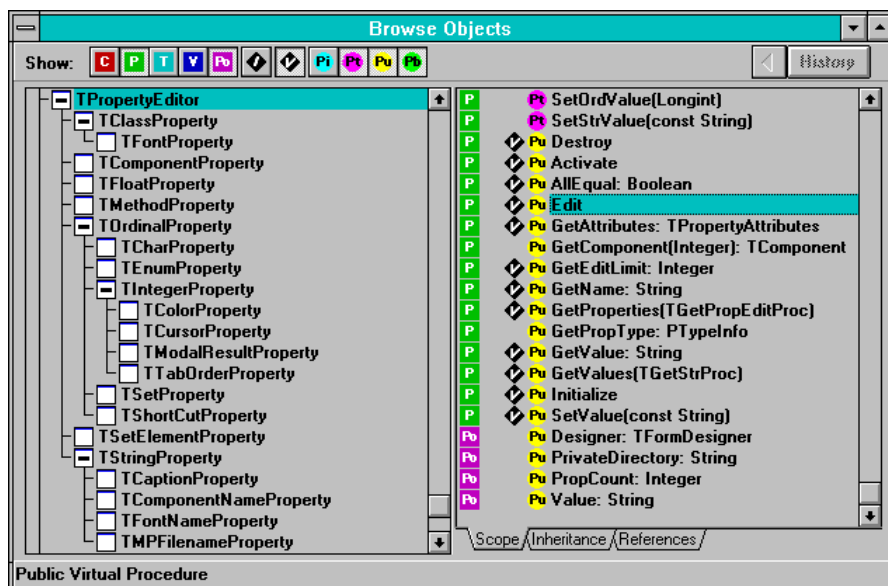 Browse Objects
Show: C P T V Po V V Pi Pt Pu Pb History
TPropertyEditor
TClassProperty
TFontProperty
TComponentProperty
TFloatProperty
TMethodProperty
TOrdinalProperty
TCharProperty
TEnumProperty
TIntegerProperty
TColorProperty
TCursorProperty
TModalResultProperty
TTabOrderProperty
TSetProperty
TShortCutProperty
TSetElementProperty
TStringProperty
TCaptionProperty
TComponentNameProperty
TFontNameProperty
TMPFilenameProperty
P Pt SetOrdValue(Longint)
P Pt SetStrValue(const String)
P V Pu Destroy
P V Pu Activate
P V Pu AllEqual: Boolean
P V Pu Edit
P V Pu GetAttributes: TPropertyAttributes
P Pu GetComponent(Integer): TComponent
P V Pu GetEditLimit: Integer
P V Pu GetName: String
P V Pu GetProperties(TGetPropEditProc)
P Pu GetPropType: PTypeInfo
P V Pu GetValue: String
P V Pu GetValues(TGetStrProc)
P V Pu Initialize
P V Pu SetValue(const String)
Po Pu Designer: TFormDesigner
Po Pu PrivateDirectory: String
Po Pu PropCount: Integer
Po Pu Value: String
Scope Inheritance References
Public Virtual Procedure